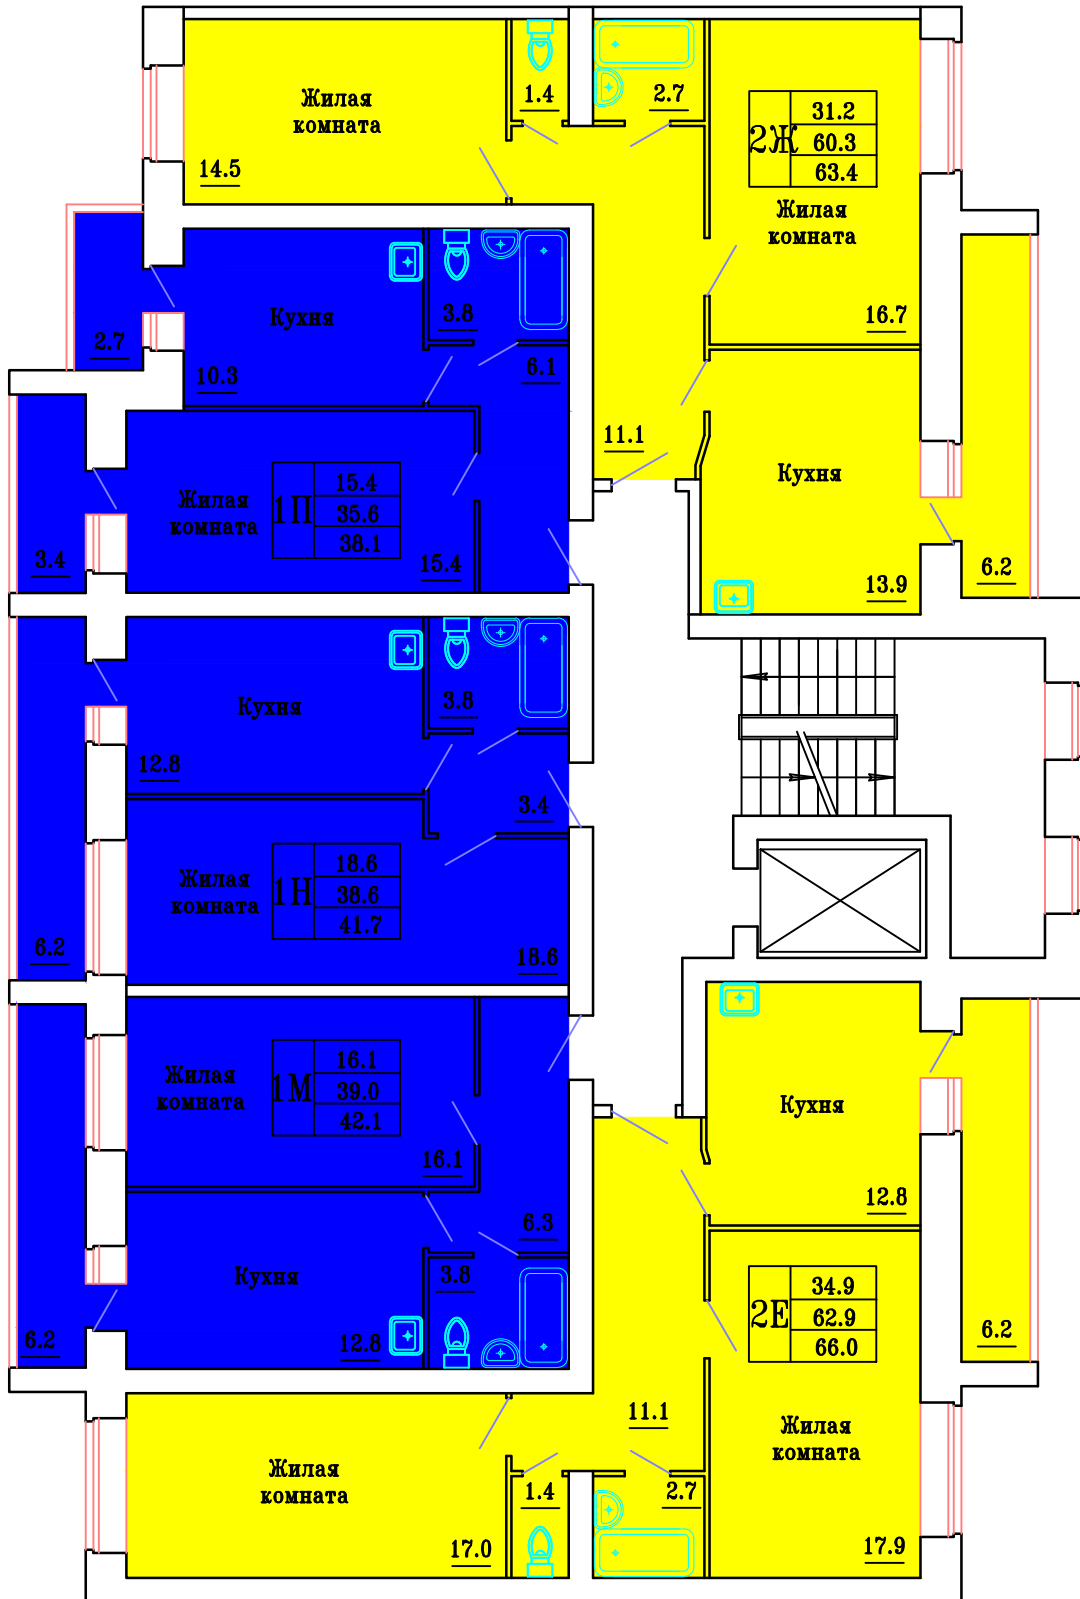 Жилая
комната
14.5
1.4
2.7
2Ж
31.2
60.3
63.4
Жилая
комната
16.7
Кухня
10.3
2.7
3.8
6.1
11.1
Кухня
13.9
6.2
Жилая
комната
1П
15.4
35.6
38.1
15.4
3.4
Кухня
12.8
3.8
3.4
Жилая
комната
1Н
18.6
38.6
41.7
18.6
6.2
Жилая
комната
1М
16.1
39.0
42.1
16.1
6.3
Кухня
12.8
3.8
6.2
Кухня
12.8
2Е
34.9
62.9
66.0
6.2
11.1
Жилая
комната
17.9
Жилая
комната
17.0
1.4
2.7